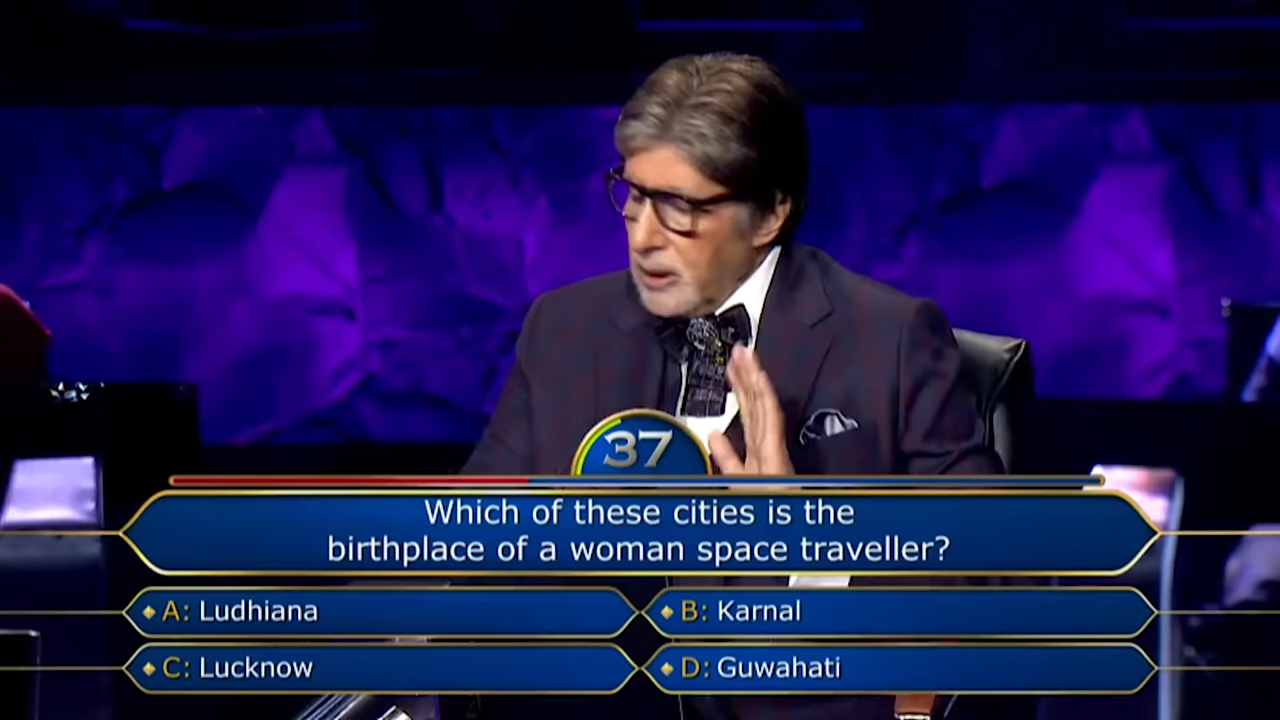 37
Which of these cities is the
birthplace of a woman space traveller?
A: Ludhiana
B: Karnal
C: Lucknow
D: Guwahati